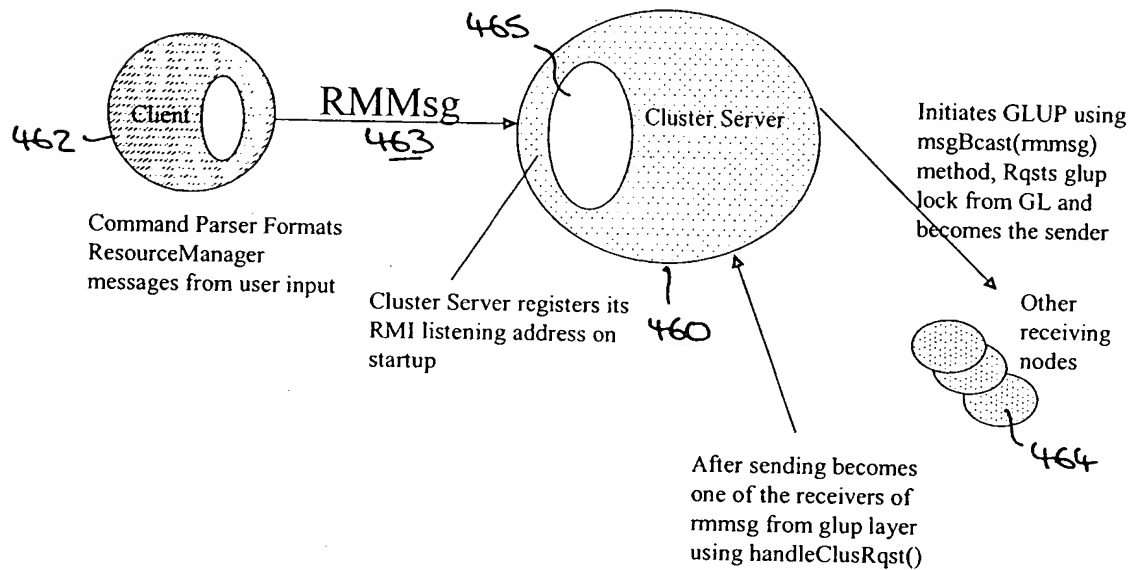 465
Client
RMMsg
463
462
Cluster Server
Initiates GLUP using
msgBcast(rmmsg)
method, Rqsts glup
lock from GL and
becomes the sender
Command Parser Formats
ResourceManager
messages from user input
Cluster Server registers its
RMI listening address on
startup
460
Other
receiving
nodes
464
After sending becomes
one of the receivers of
rmmsg from glup layer
using handleClusRqst()